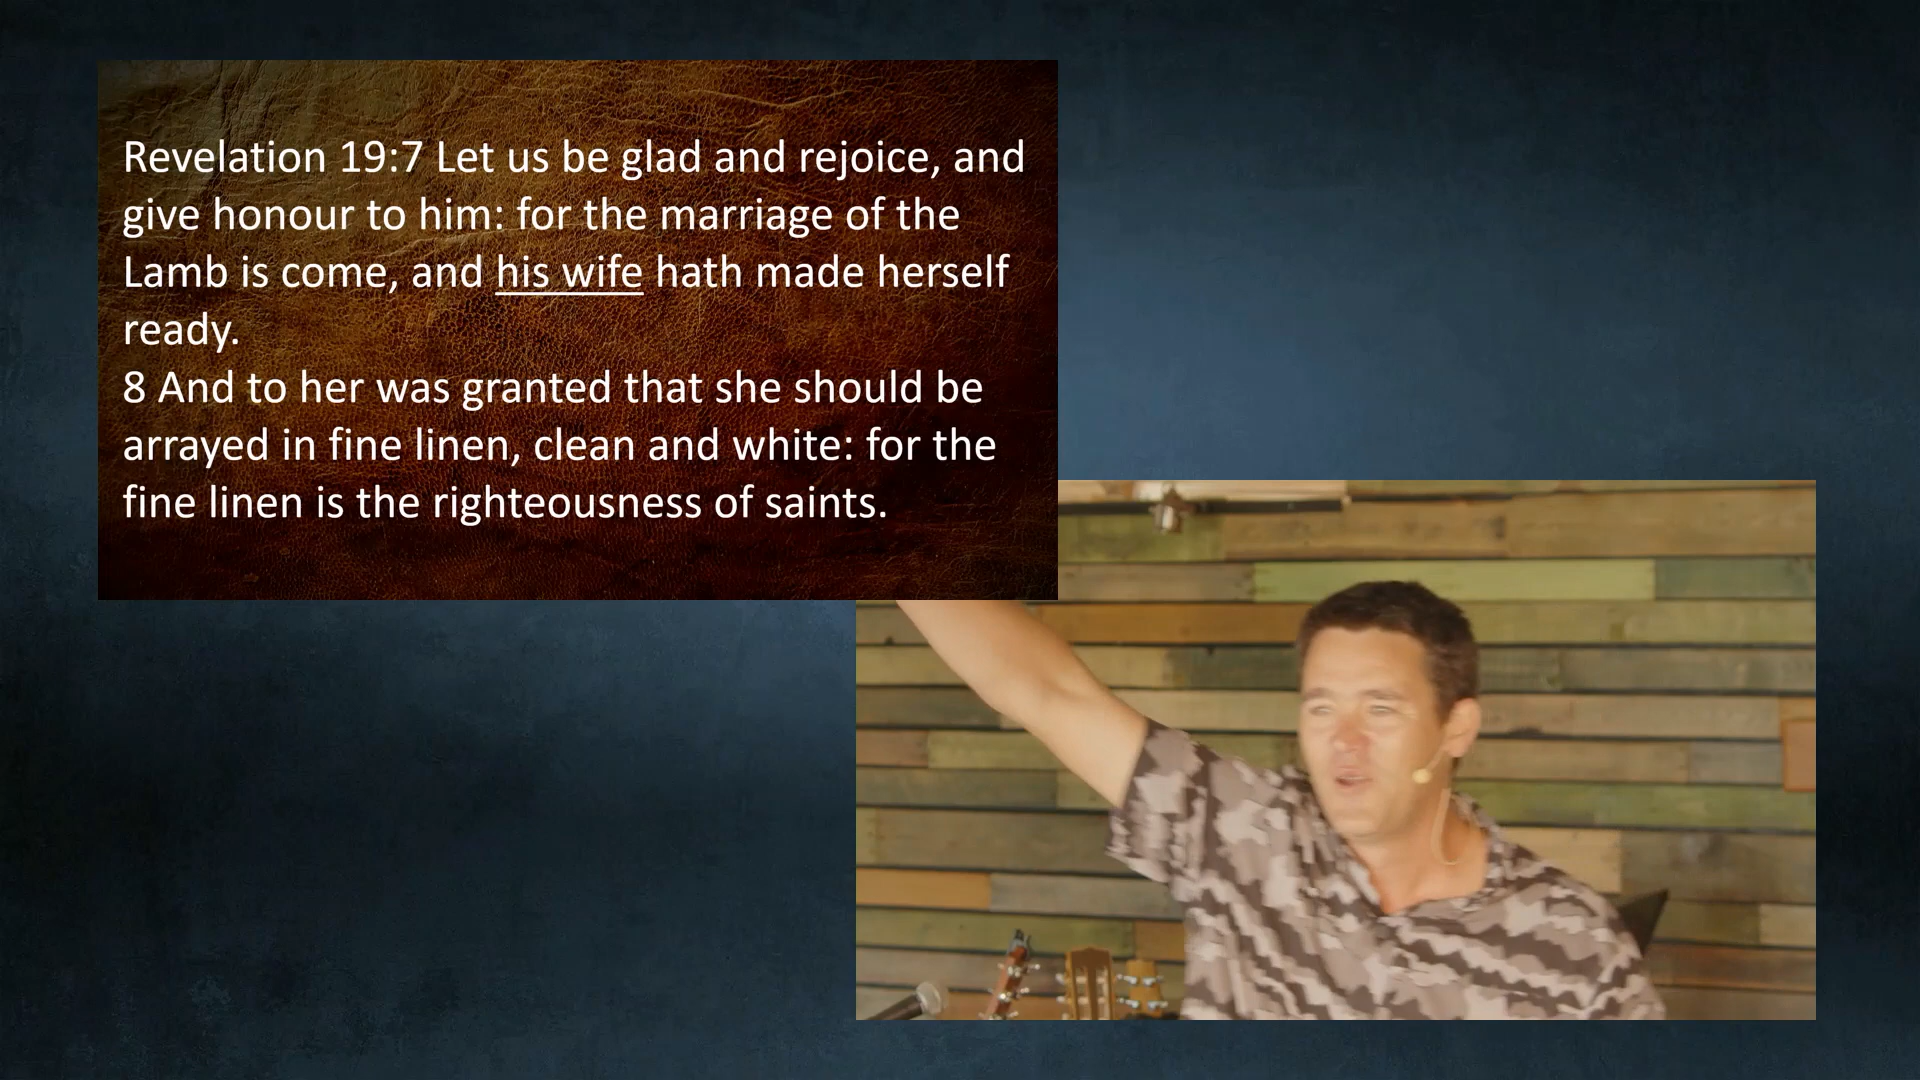 Revelation 19:7 Let us be glad and rejoice, and
give honour to him: for the marriage of the
Lamb is come, and his wife hath made herself
ready.
8 And to her was granted that she should be
arrayed in fine linen, clean and white: for the
fine linen is the righteousness of saints.